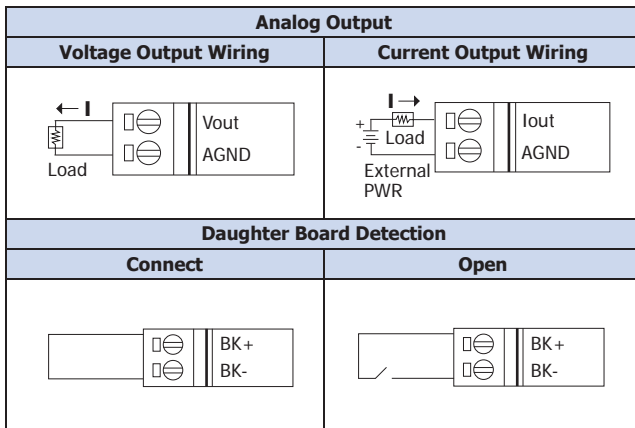 Analog Output
Voltage Output Wiring
Current Output Wiring
I
Vout
AGND
Load
I
+
-
Load
External
PWR
Iout
AGND
Daughter Board Detection
Connect
Open
BK+
BK-
BK+
BK-